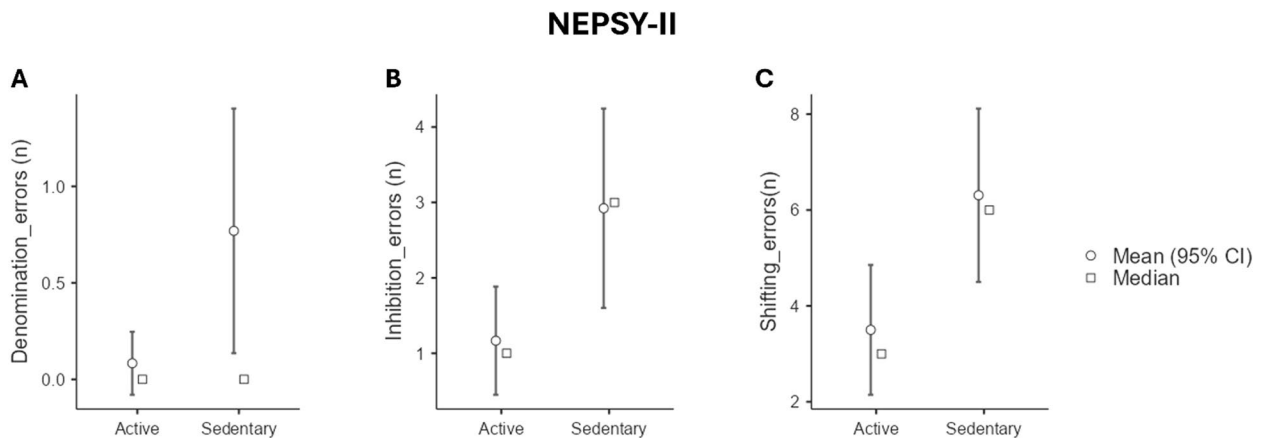 NEPSY-II
A
Denomination_errors (n)
1.0
0.5
0.0
Active Sedentary
B
Inhibition_errors (n)
4
3
2
1
Active Sedentary
C
Shifting_errors(n)
8
6
4
2
Active Sedentary
Mean (95% CI)
Median